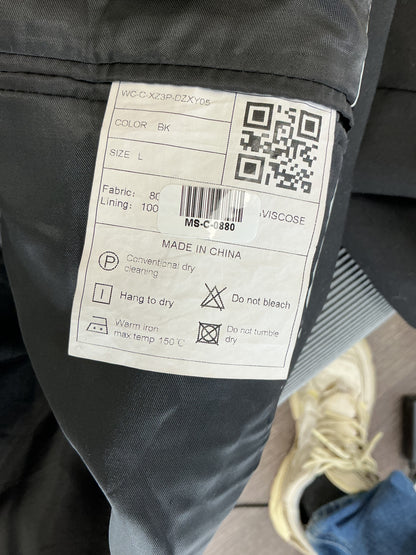 WC-C-XZ3P-DZXY05
COLOR BK
SIZE L
Fabric: 80 VISCOSE
Lining: 100
MS-C-0880
MADE IN CHINA
Conventional dry
cleaning
P
Hang to dry
Do not bleach
Warm iron
max temp 150°C
Do not tumble
dry